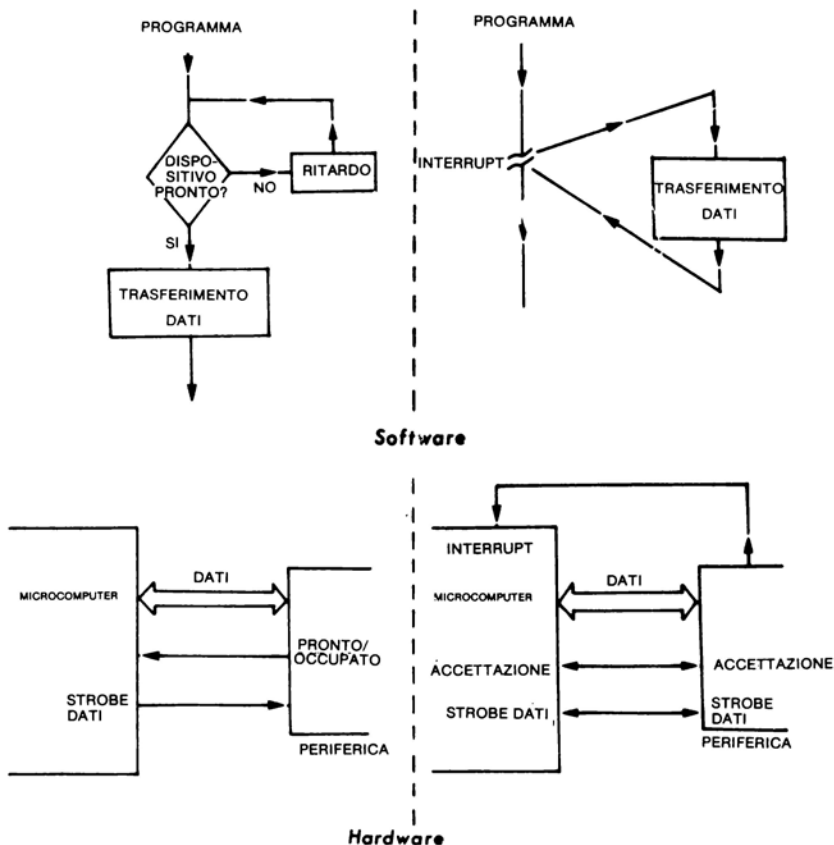 PROGRAMMA
DISPO-
SITIVO
PRONTO?
NO
RITARDO
SI
TRASFERIMENTO
DATI
PROGRAMMA
INTERRUPT
TRASFERIMENTO
DATI
Software
MICROCOMPUTER
DATI
PRONTO/
OCCUPATO
STROBE
DATI
PERIFERICA
INTERRUPT
MICROCOMPUTER
DATI
ACCETTAZIONE
ACCETTAZIONE
STROBE DATI
STROBE
DATI
PERIFERICA
Hardware